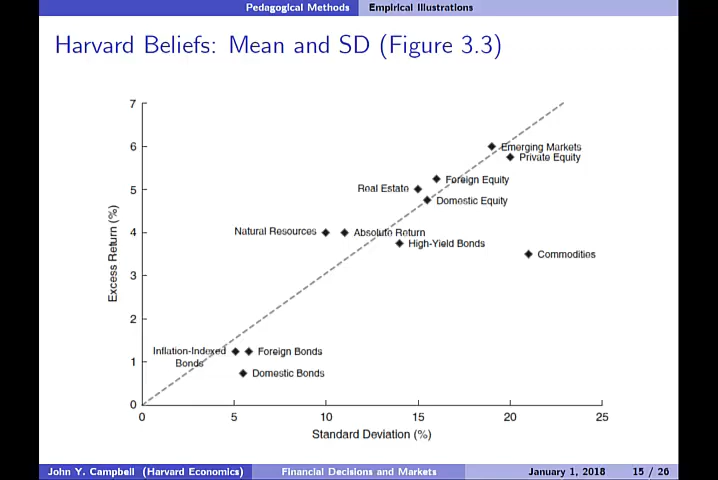 Pedagogical Methods Empirical Illustrations
Harvard Beliefs: Mean and SD (Figure 3.3)
7
6
5
4
3
2
1
0
Excess Return (%)
Emerging Markets
Private Equity
Foreign Equity
Real Estate
Domestic Equity
Natural Resources
Absolute Return
High-Yield Bonds
Commodities
Inflation-Indexed
Bonds
Foreign Bonds
Domestic Bonds
0 5 10 15 20 25
Standard Deviation (%)
John Y. Campbell (Harvard Economics) Financial Decisions and Markets January 1, 2018 15 / 26